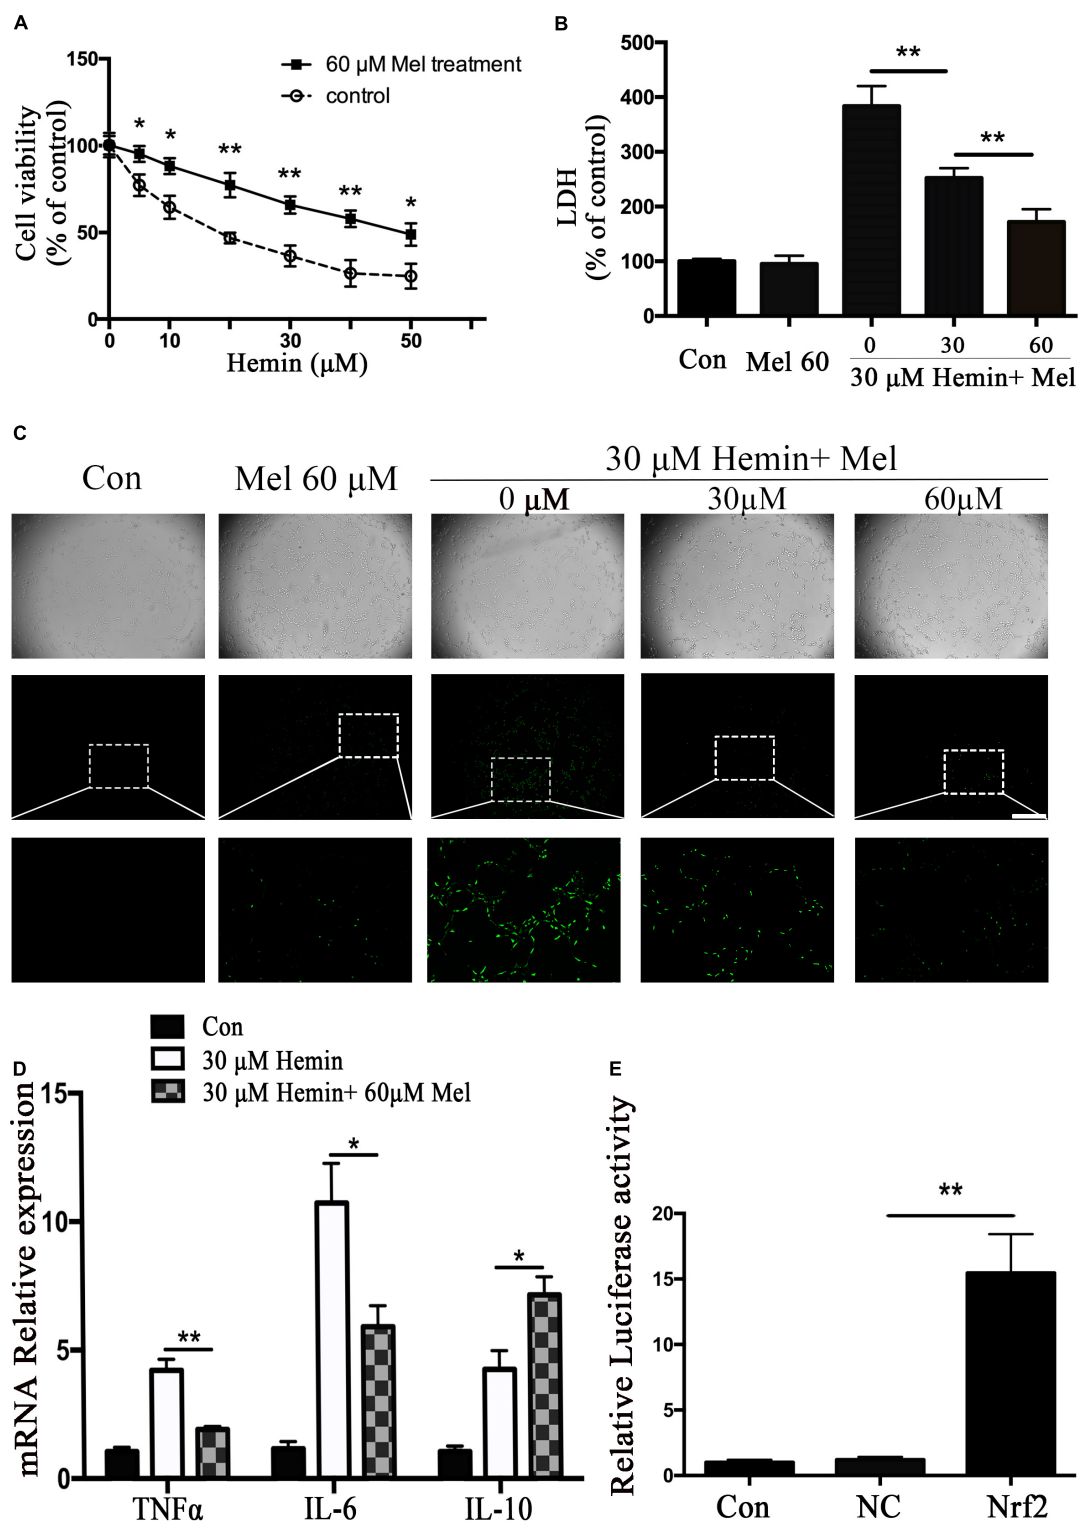 A
Cell viability
(% of control)
150
100
50
0
60 μM Mel treatment
control
* * ** ** ** *
0 10 30 50
Hemin (μM)
B
LDH
(% of control)
500
400
300
200
100
0
**
**
Con Mel 60 0 30 60
30 μM Hemin+ Mel
C
Con Mel 60 μM 30 μM Hemin+ Mel
0 μM 30μM 60μM
Con
30 μM Hemin
30 μM Hemin+ 60μM Mel
D
mRNA Relative expression
15
10
5
0
**
*
*
TNFα IL-6 IL-10
E
Relative Luciferase activity
20
15
10
5
0
**
Con NC Nrf2